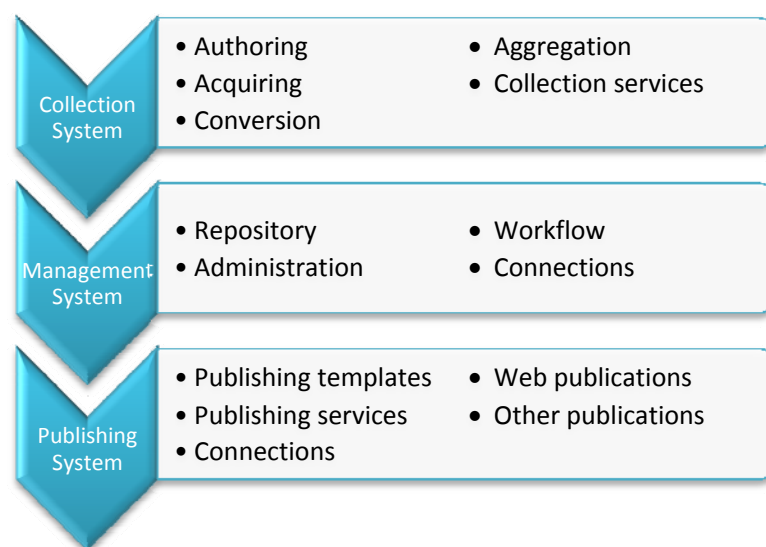 Collection
System
• Authoring
• Acquiring
• Conversion
• Aggregation
• Collection services
Management
System
• Repository
• Administration
• Workflow
• Connections
Publishing
System
• Publishing templates
• Publishing services
• Connections
• Web publications
• Other publications